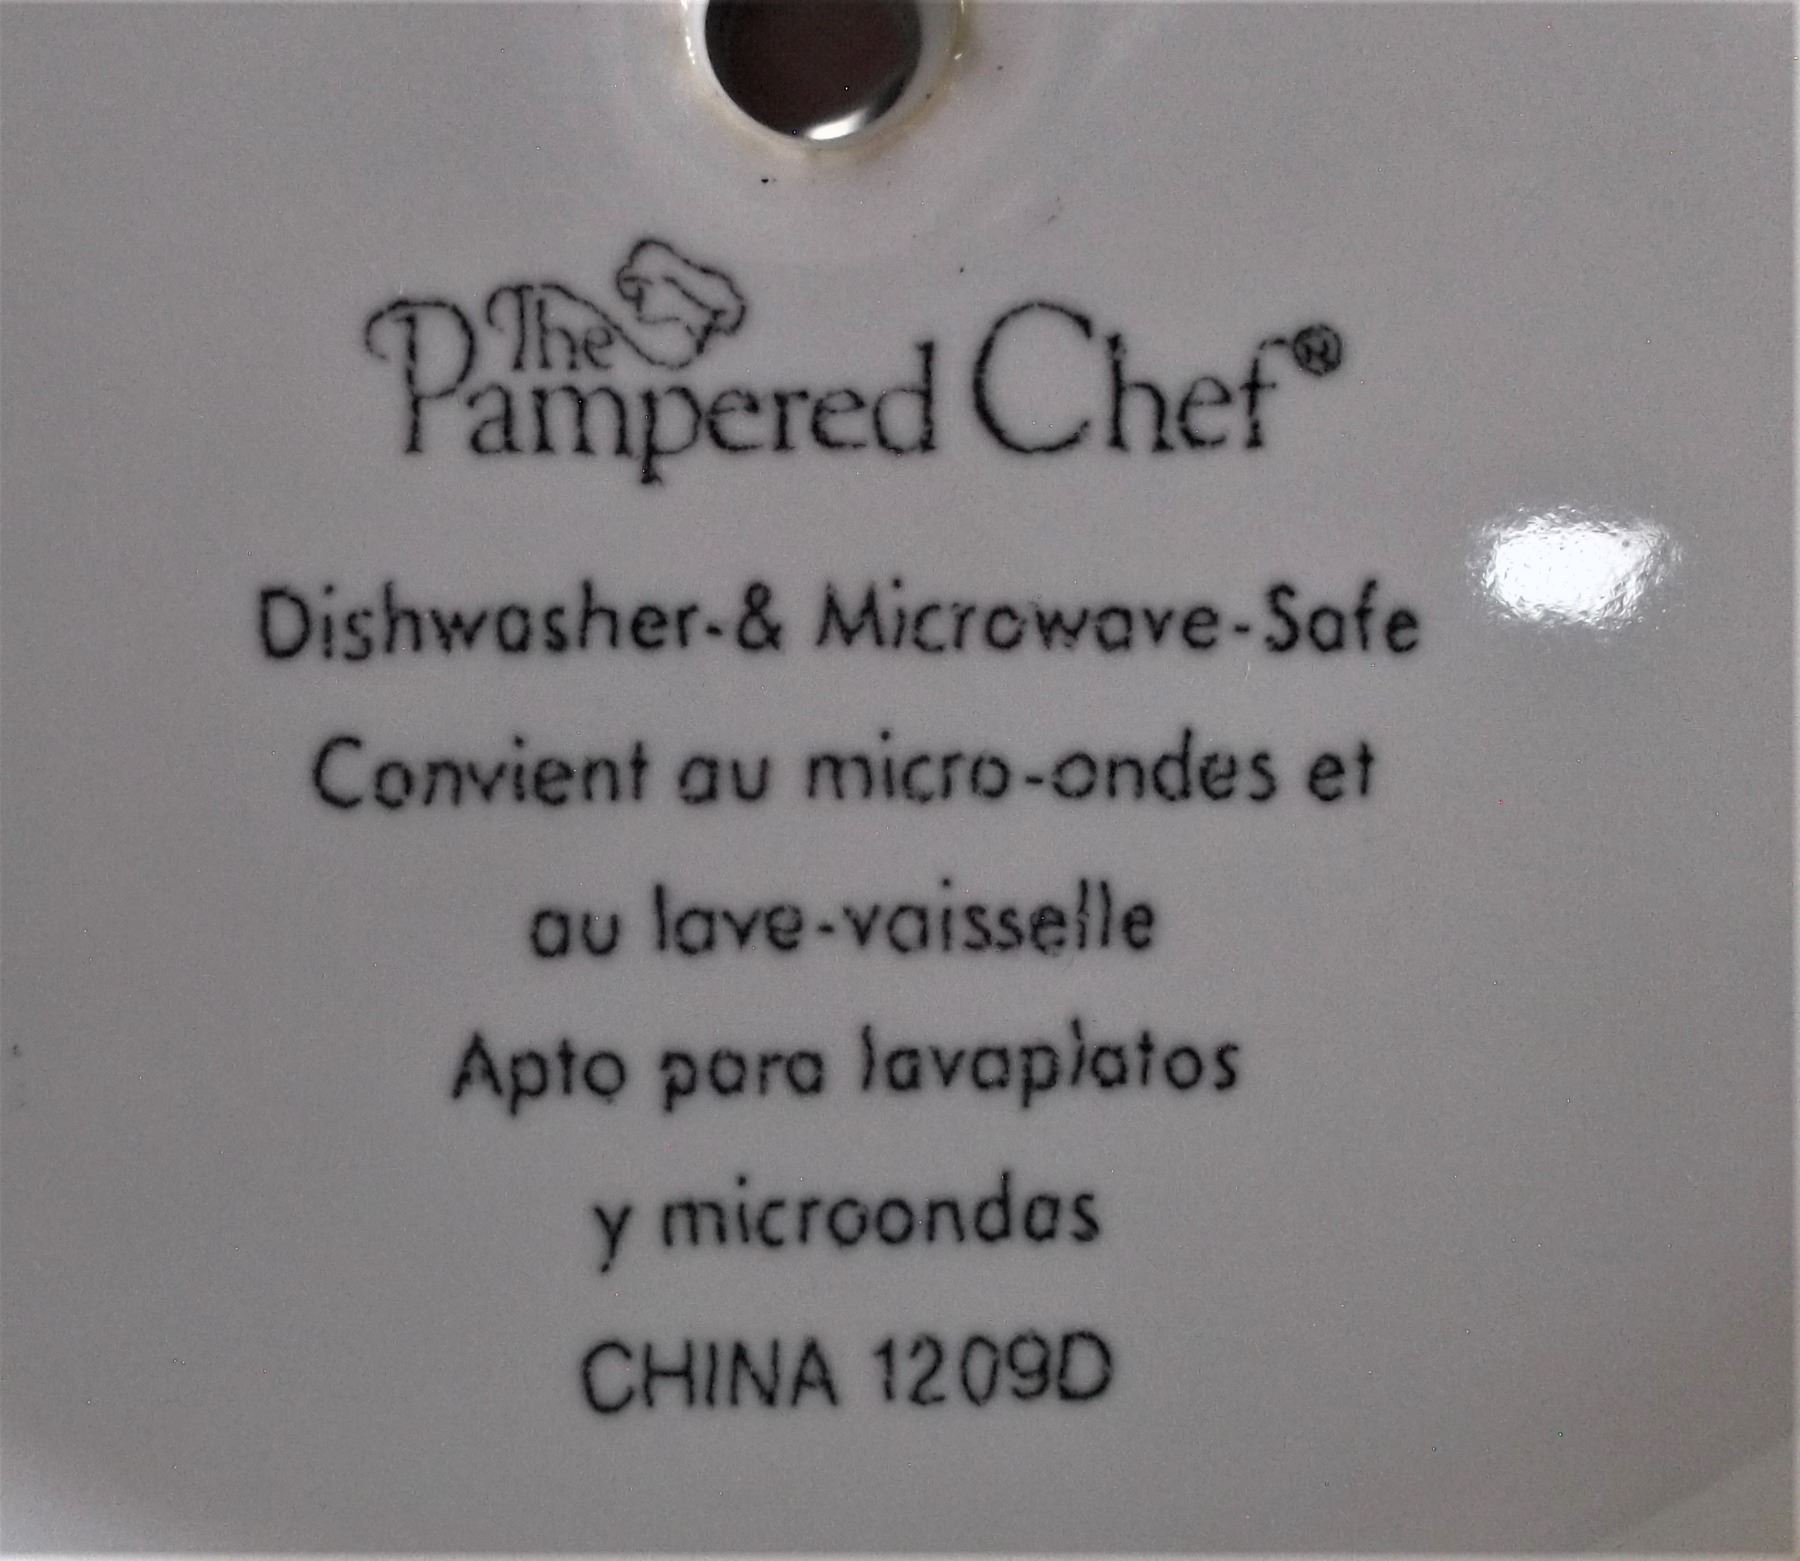 The
Pampered Chef®
Dishwasher-& Microwave-Safe
Convient au micro-ondes et
au lave-vaisselle
Apto para lavaplatos
y microondas
CHINA 1209D